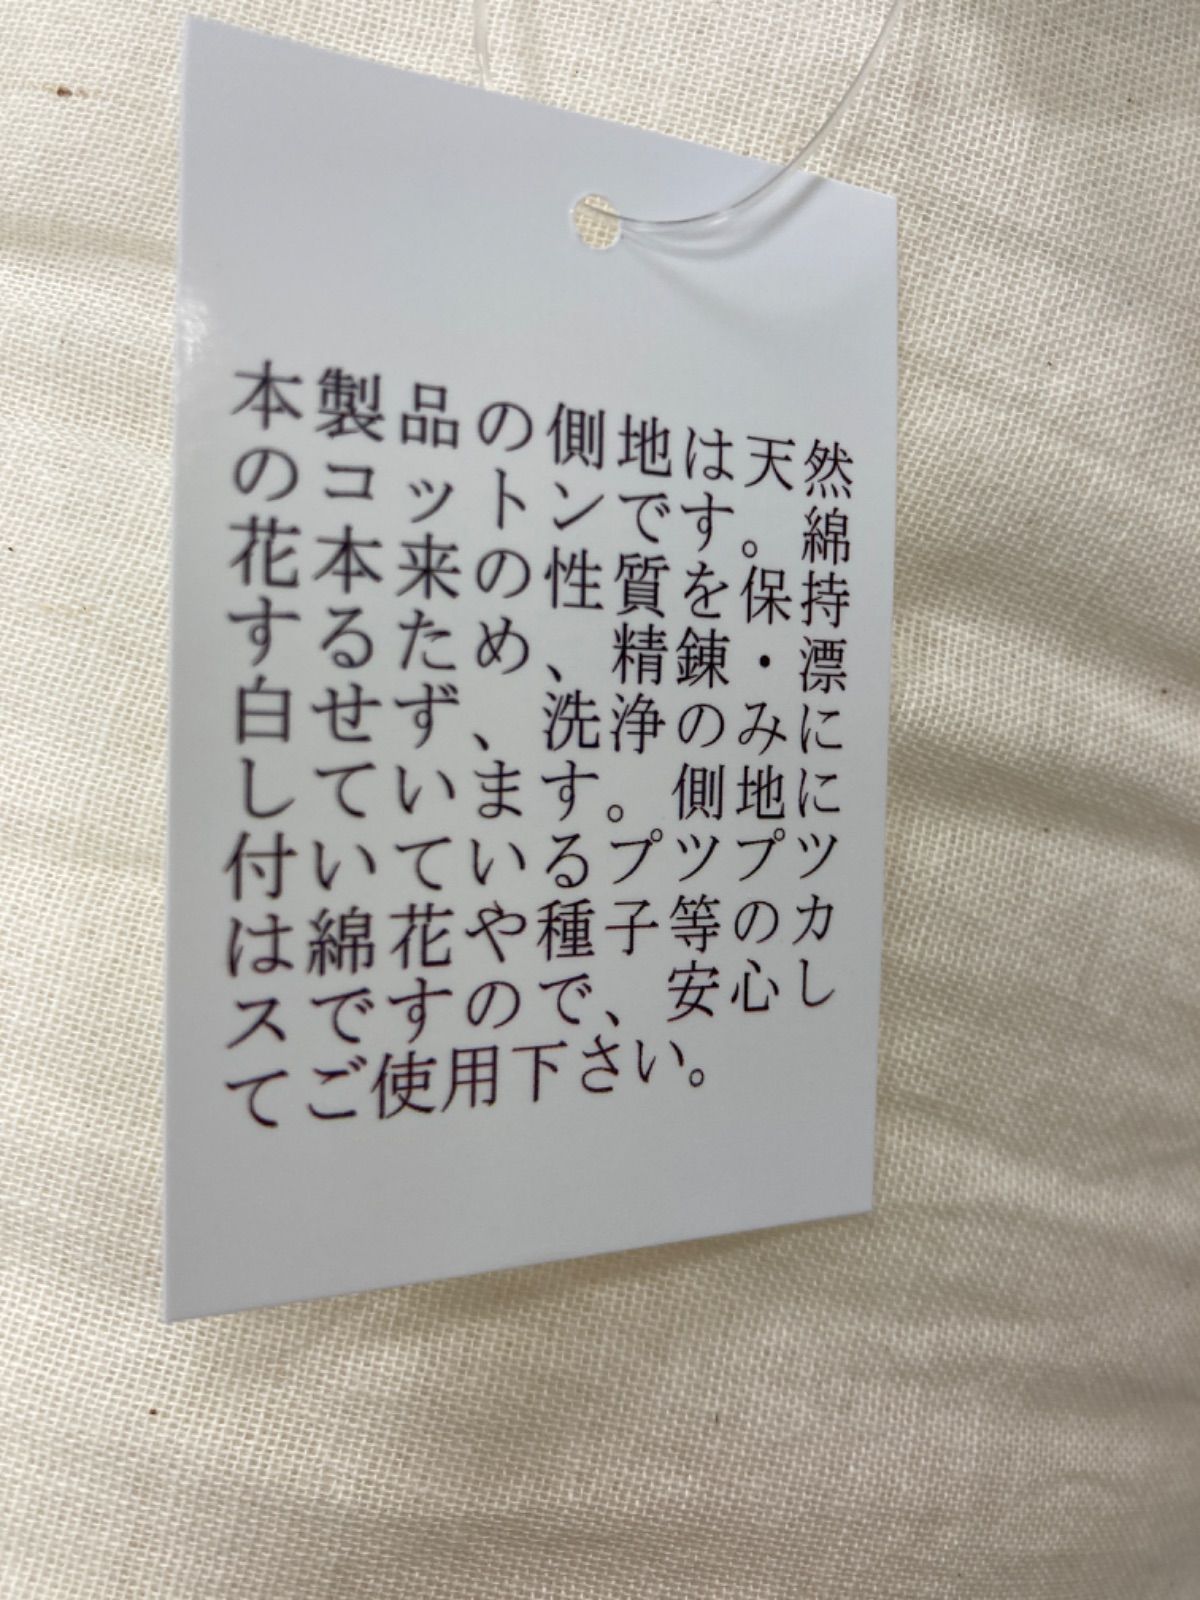 本製品の側地は天然
のコットンです。綿
花本来の性質を保持
するため、精錬・漂
白せず、洗浄のみに
しています。側地に
付いているプツプツ
は綿花や種子等のカ
スですので、安心し
てご使用下さい。